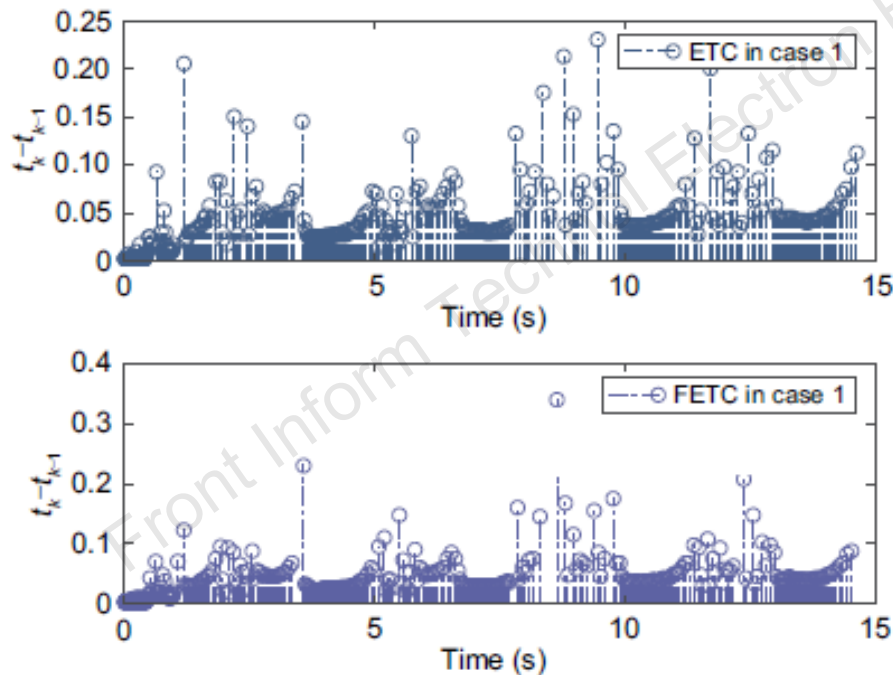 0.25
0.20
0.15
0.10
0.05
0
t_k−t_{k−1}
ETC in case 1
0
5
10
15
Time (s)
0.4
0.3
0.2
0.1
0
t_k−t_{k−1}
FETC in case 1
0
5
10
15
Time (s)
Front Inform Technol Electron